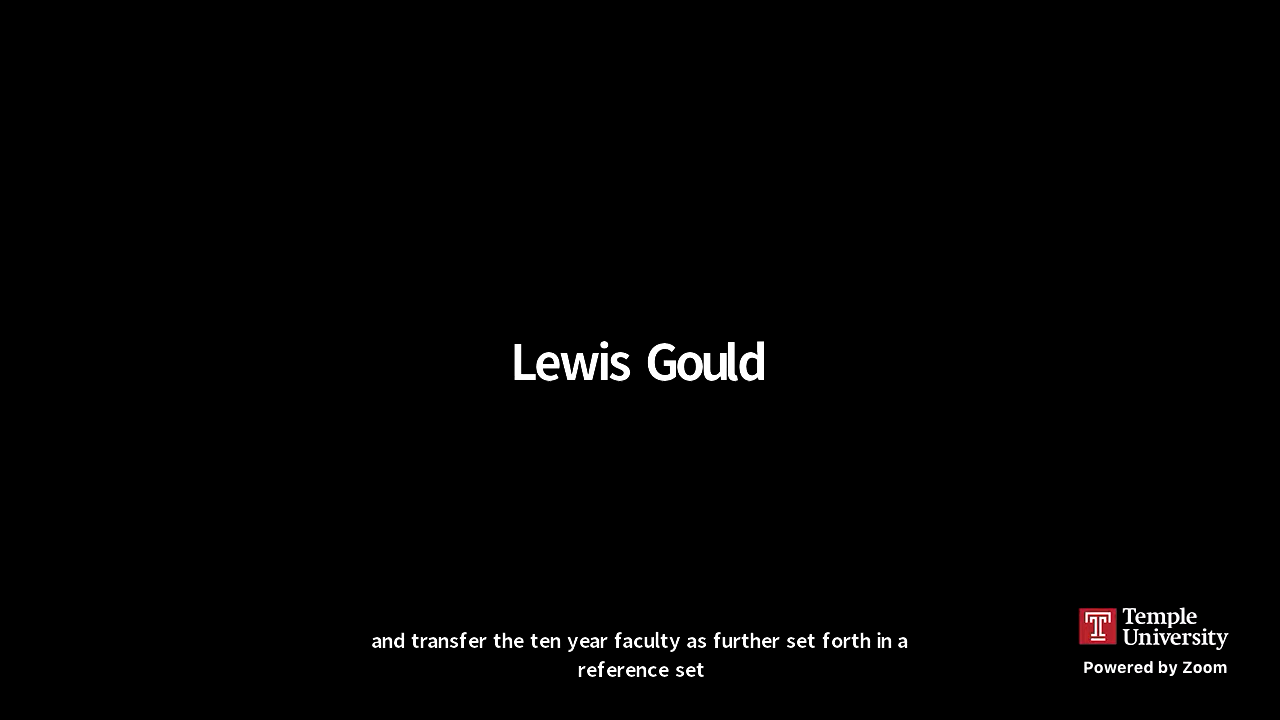 Lewis Gould
and transfer the ten year faculty as further set forth in a
reference set
Temple
University
Powered by Zoom